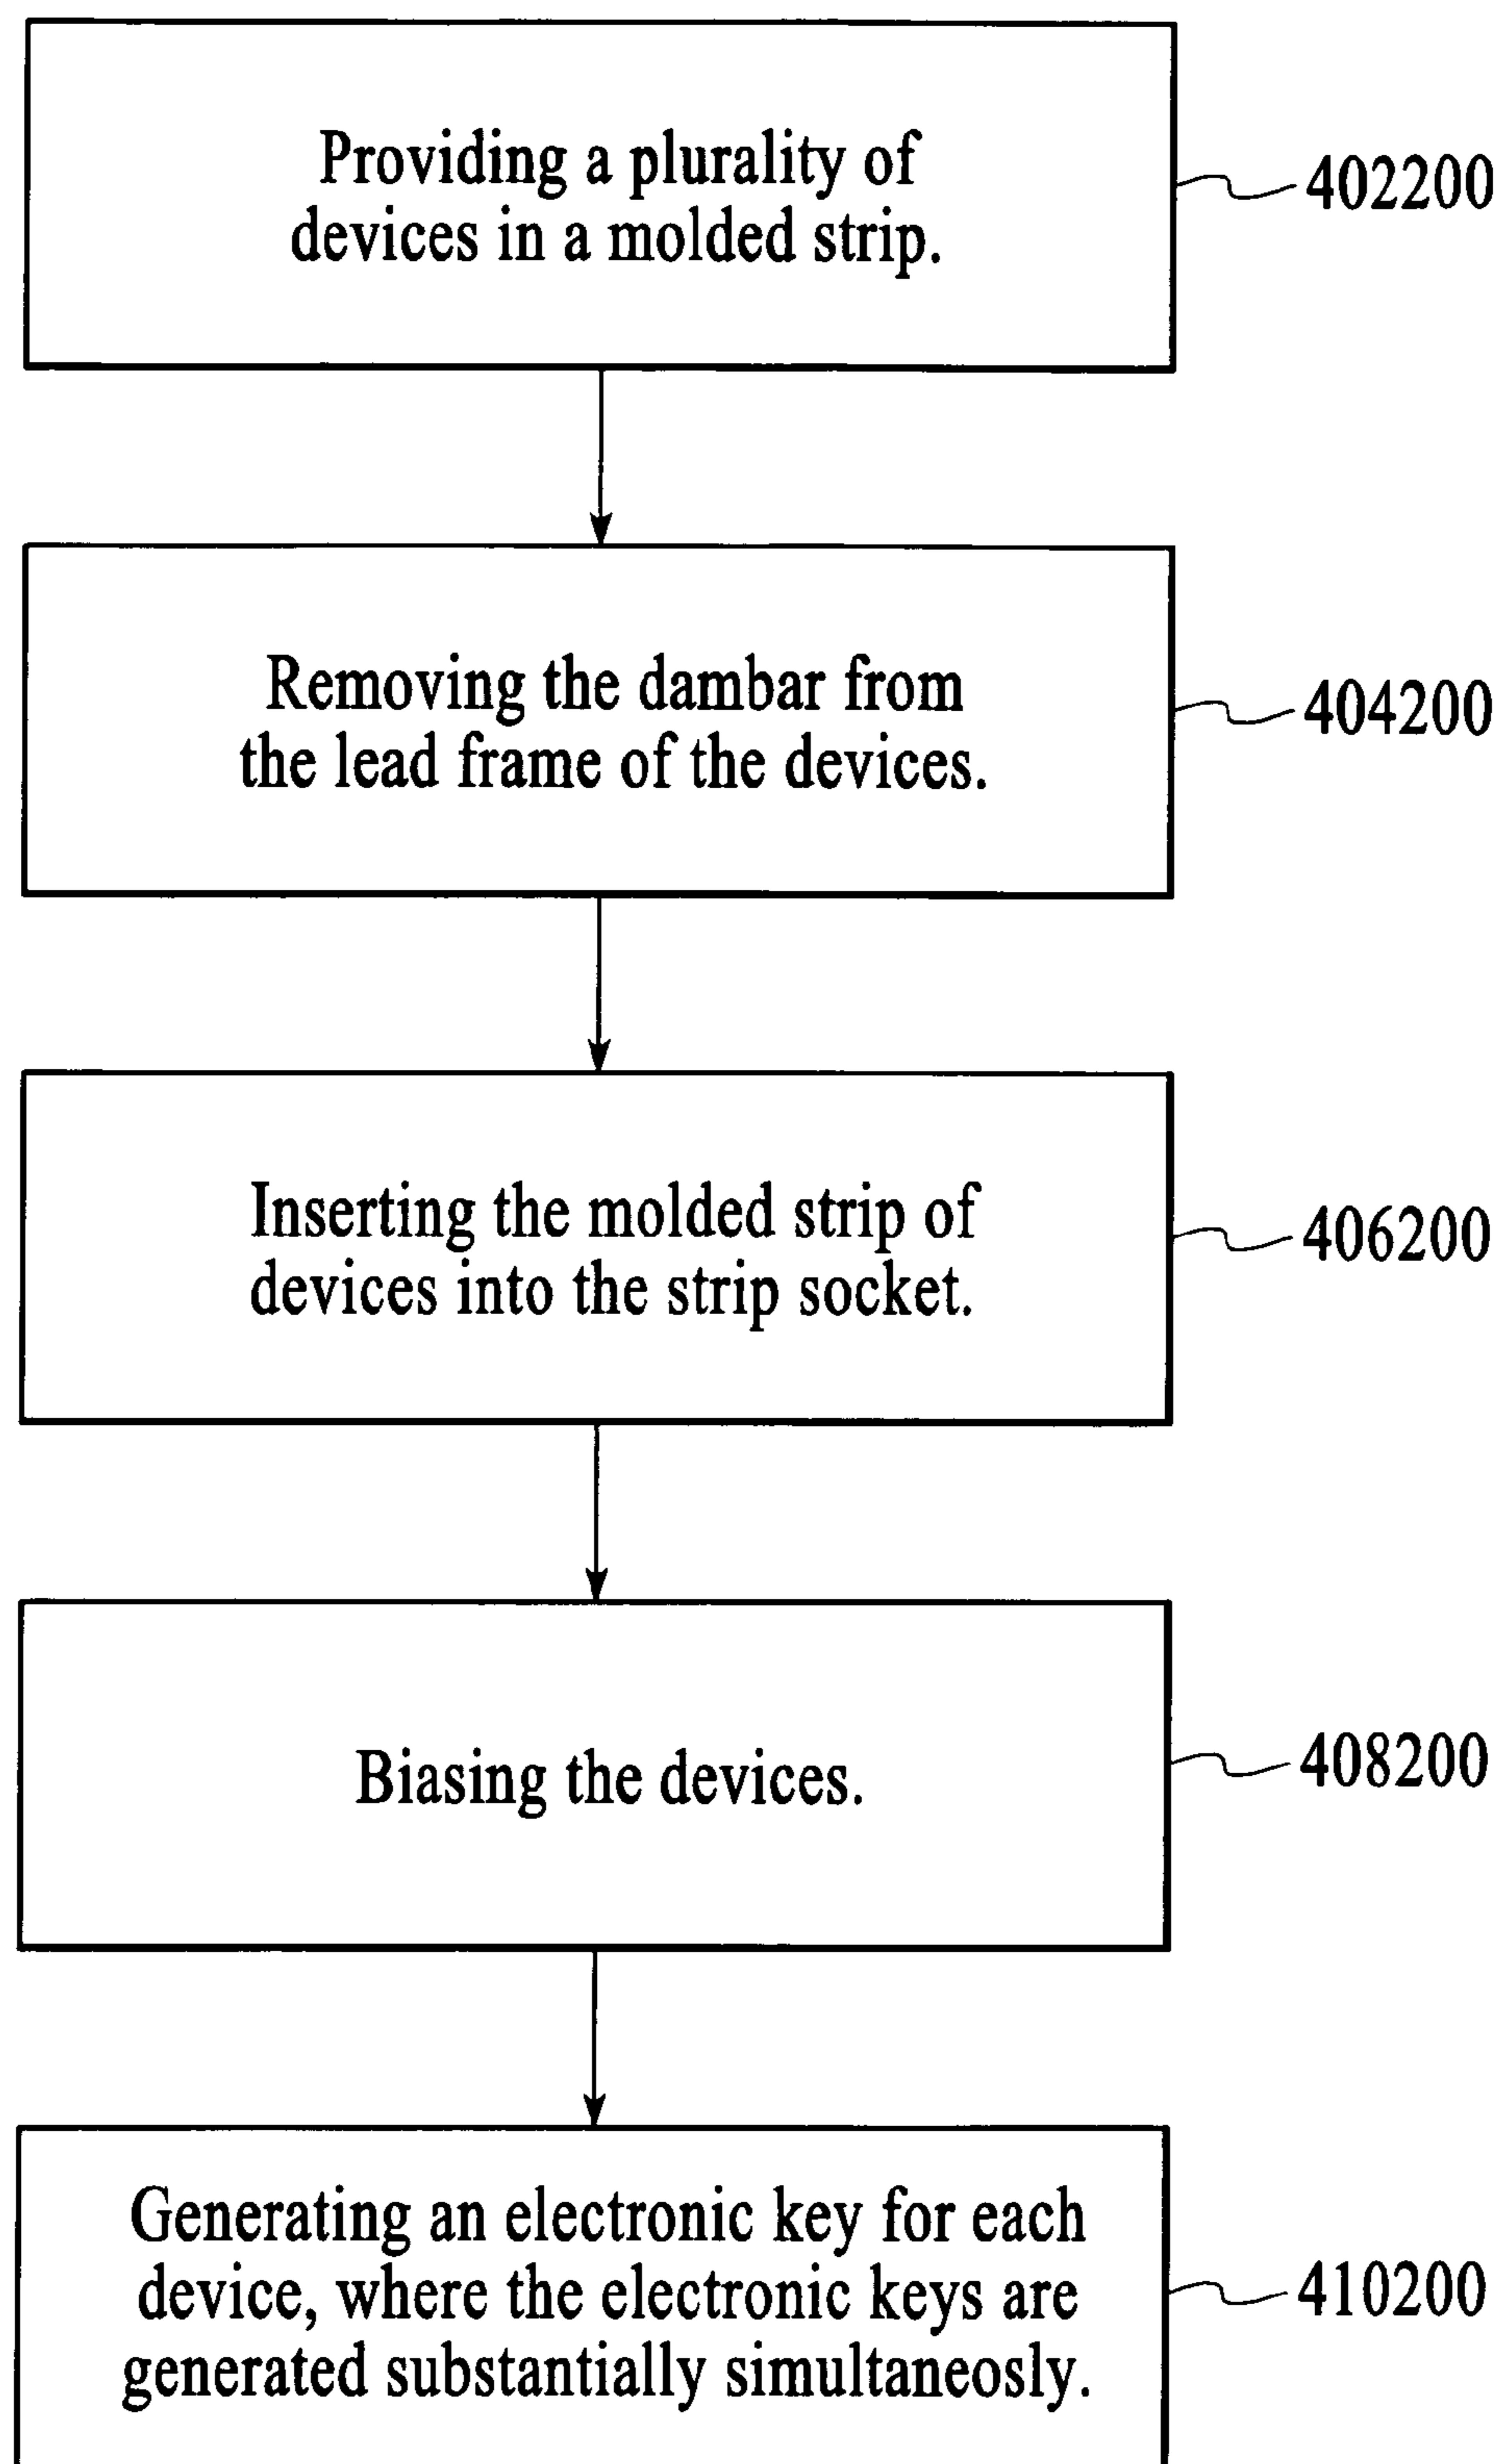 Providing a plurality of
devices in a molded strip.
402200
Removing the dambar from
the lead frame of the devices.
404200
Inserting the molded strip of
devices into the strip socket.
406200
Biasing the devices.
408200
Generating an electronic key for each
device, where the electronic keys are
generated substantially simultaneosly.
410200